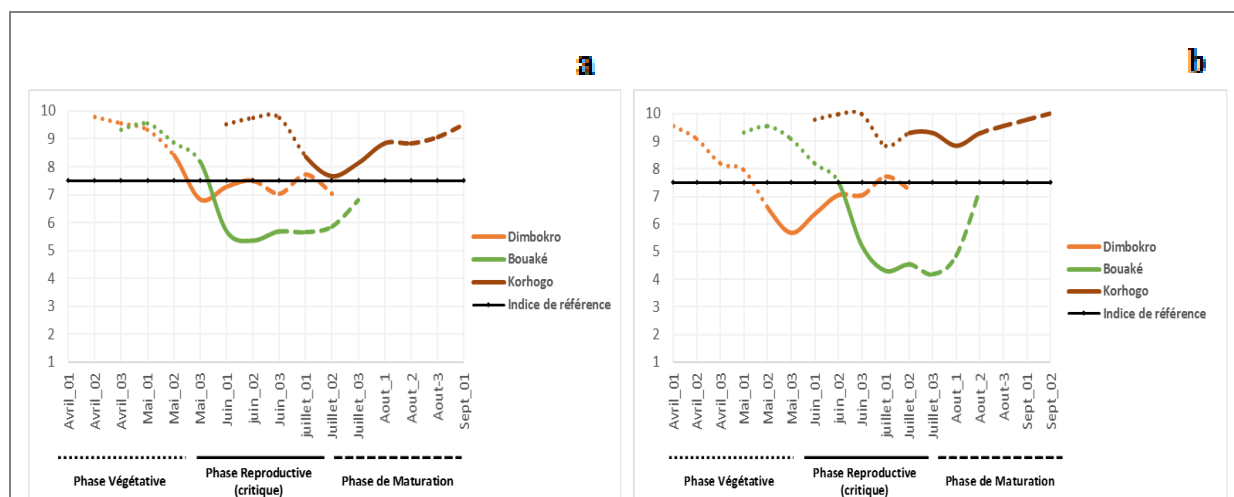 a
10
9
8
7
6
5
4
3
2
1
Dimbokro
Bouaké
Korhogo
Indice de référence
Avril_01
Avril_02
Avril_03
Mai_01
Mai_02
Mai_03
Juin_01
juin_02
Juin_03
juillet_01
Juillet_02
Juillet_03
Aout_1
Aout_2
Aout-3
Sept_01
Phase Végétative
Phase Reproductive
(critique)
Phase de Maturation
b
10
9
8
7
6
5
4
3
2
1
Dimbokro
Bouaké
Korhogo
Indice de référence
Avril_01
Avril_02
Avril_03
Mai_01
Mai_02
Mai_03
Juin_01
juin_02
Juin_03
juillet_01
Juillet_02
Juillet_03
Aout_1
Aout_2
Aout-3
Sept_01
Sept_02
Phase Végétative
Phase Reproductive
(critique)
Phase de Maturation